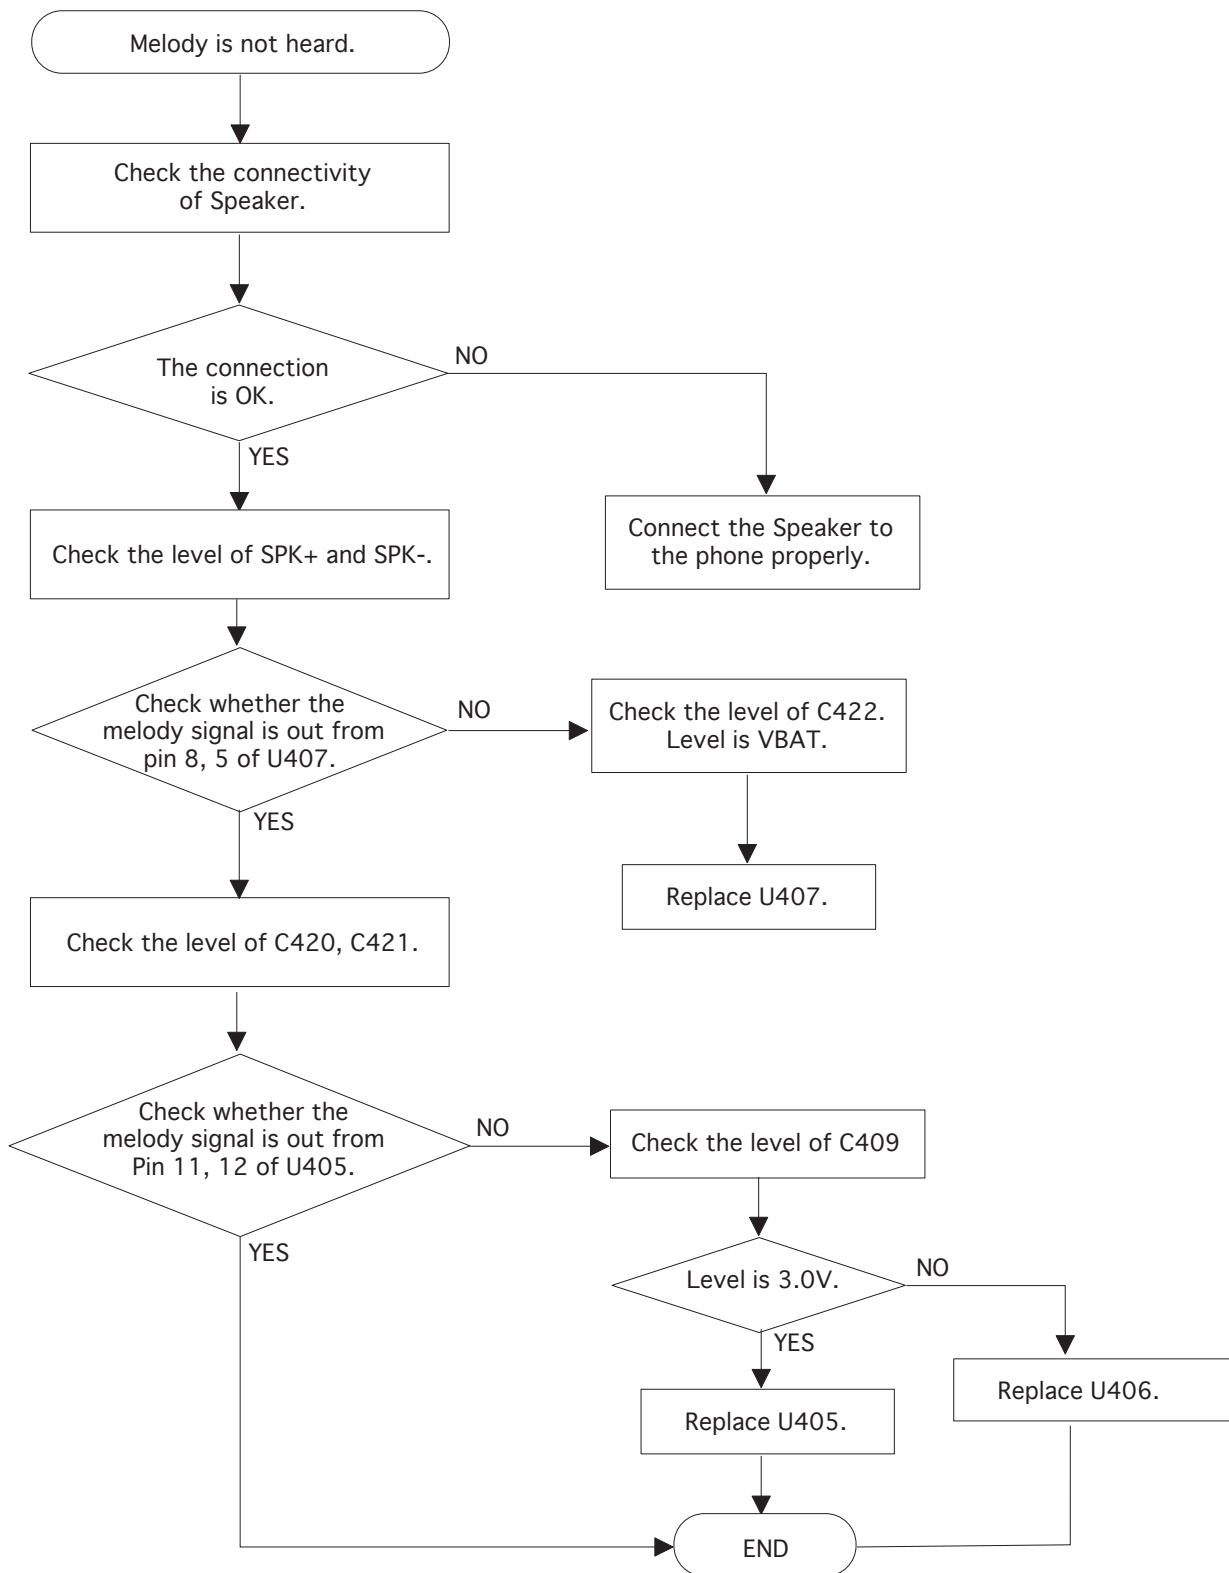 Melody is not heard.
Check the connectivity
of Speaker.
The connection
is OK.
NO
YES
Check the level of SPK+ and SPK-.
Connect the Speaker to
the phone properly.
Check whether the
melody signal is out from
pin 8, 5 of U407.
NO
Check the level of C422.
Level is VBAT.
YES
Replace U407.
Check the level of C420, C421.
Check whether the
melody signal is out from
Pin 11, 12 of U405.
NO
Check the level of C409
YES
Level is 3.0V.
NO
YES
Replace U406.
Replace U405.
END